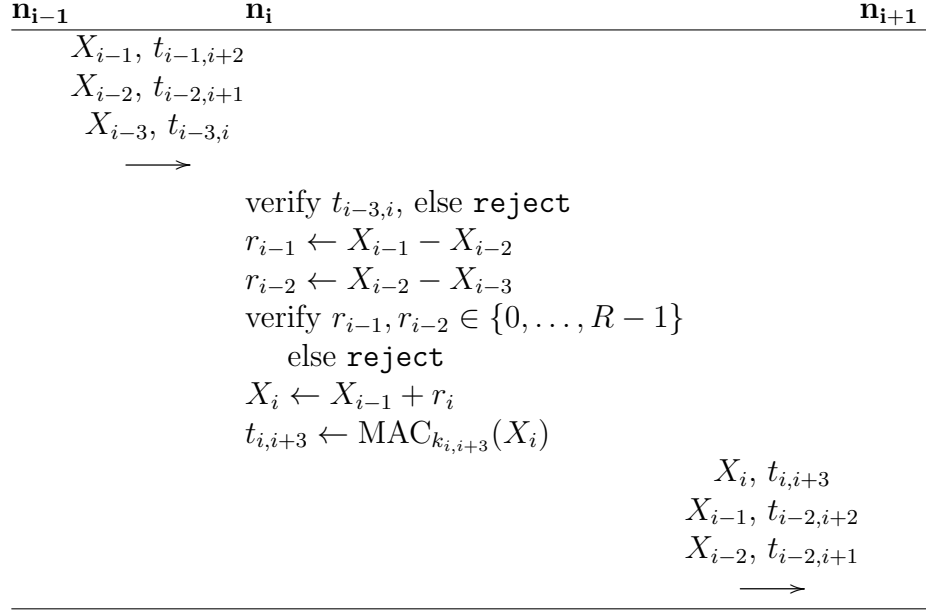 n_{i−1} n_i n_{i+1}
X_{i−1}, t_{i−1,i+2}
X_{i−2}, t_{i−2,i+1}
X_{i−3}, t_{i−3,i}
⟶
verify t_{i−3,i}, else reject
r_{i−1} ← X_{i−1} − X_{i−2}
r_{i−2} ← X_{i−2} − X_{i−3}
verify r_{i−1}, r_{i−2} ∈ {0, . . . , R − 1}
else reject
X_i ← X_{i−1} + r_i
t_{i,i+3} ← MAC_{k_{i,i+3}}(X_i)
X_i, t_{i,i+3}
X_{i−1}, t_{i−2,i+2}
X_{i−2}, t_{i−2,i+1}
⟶